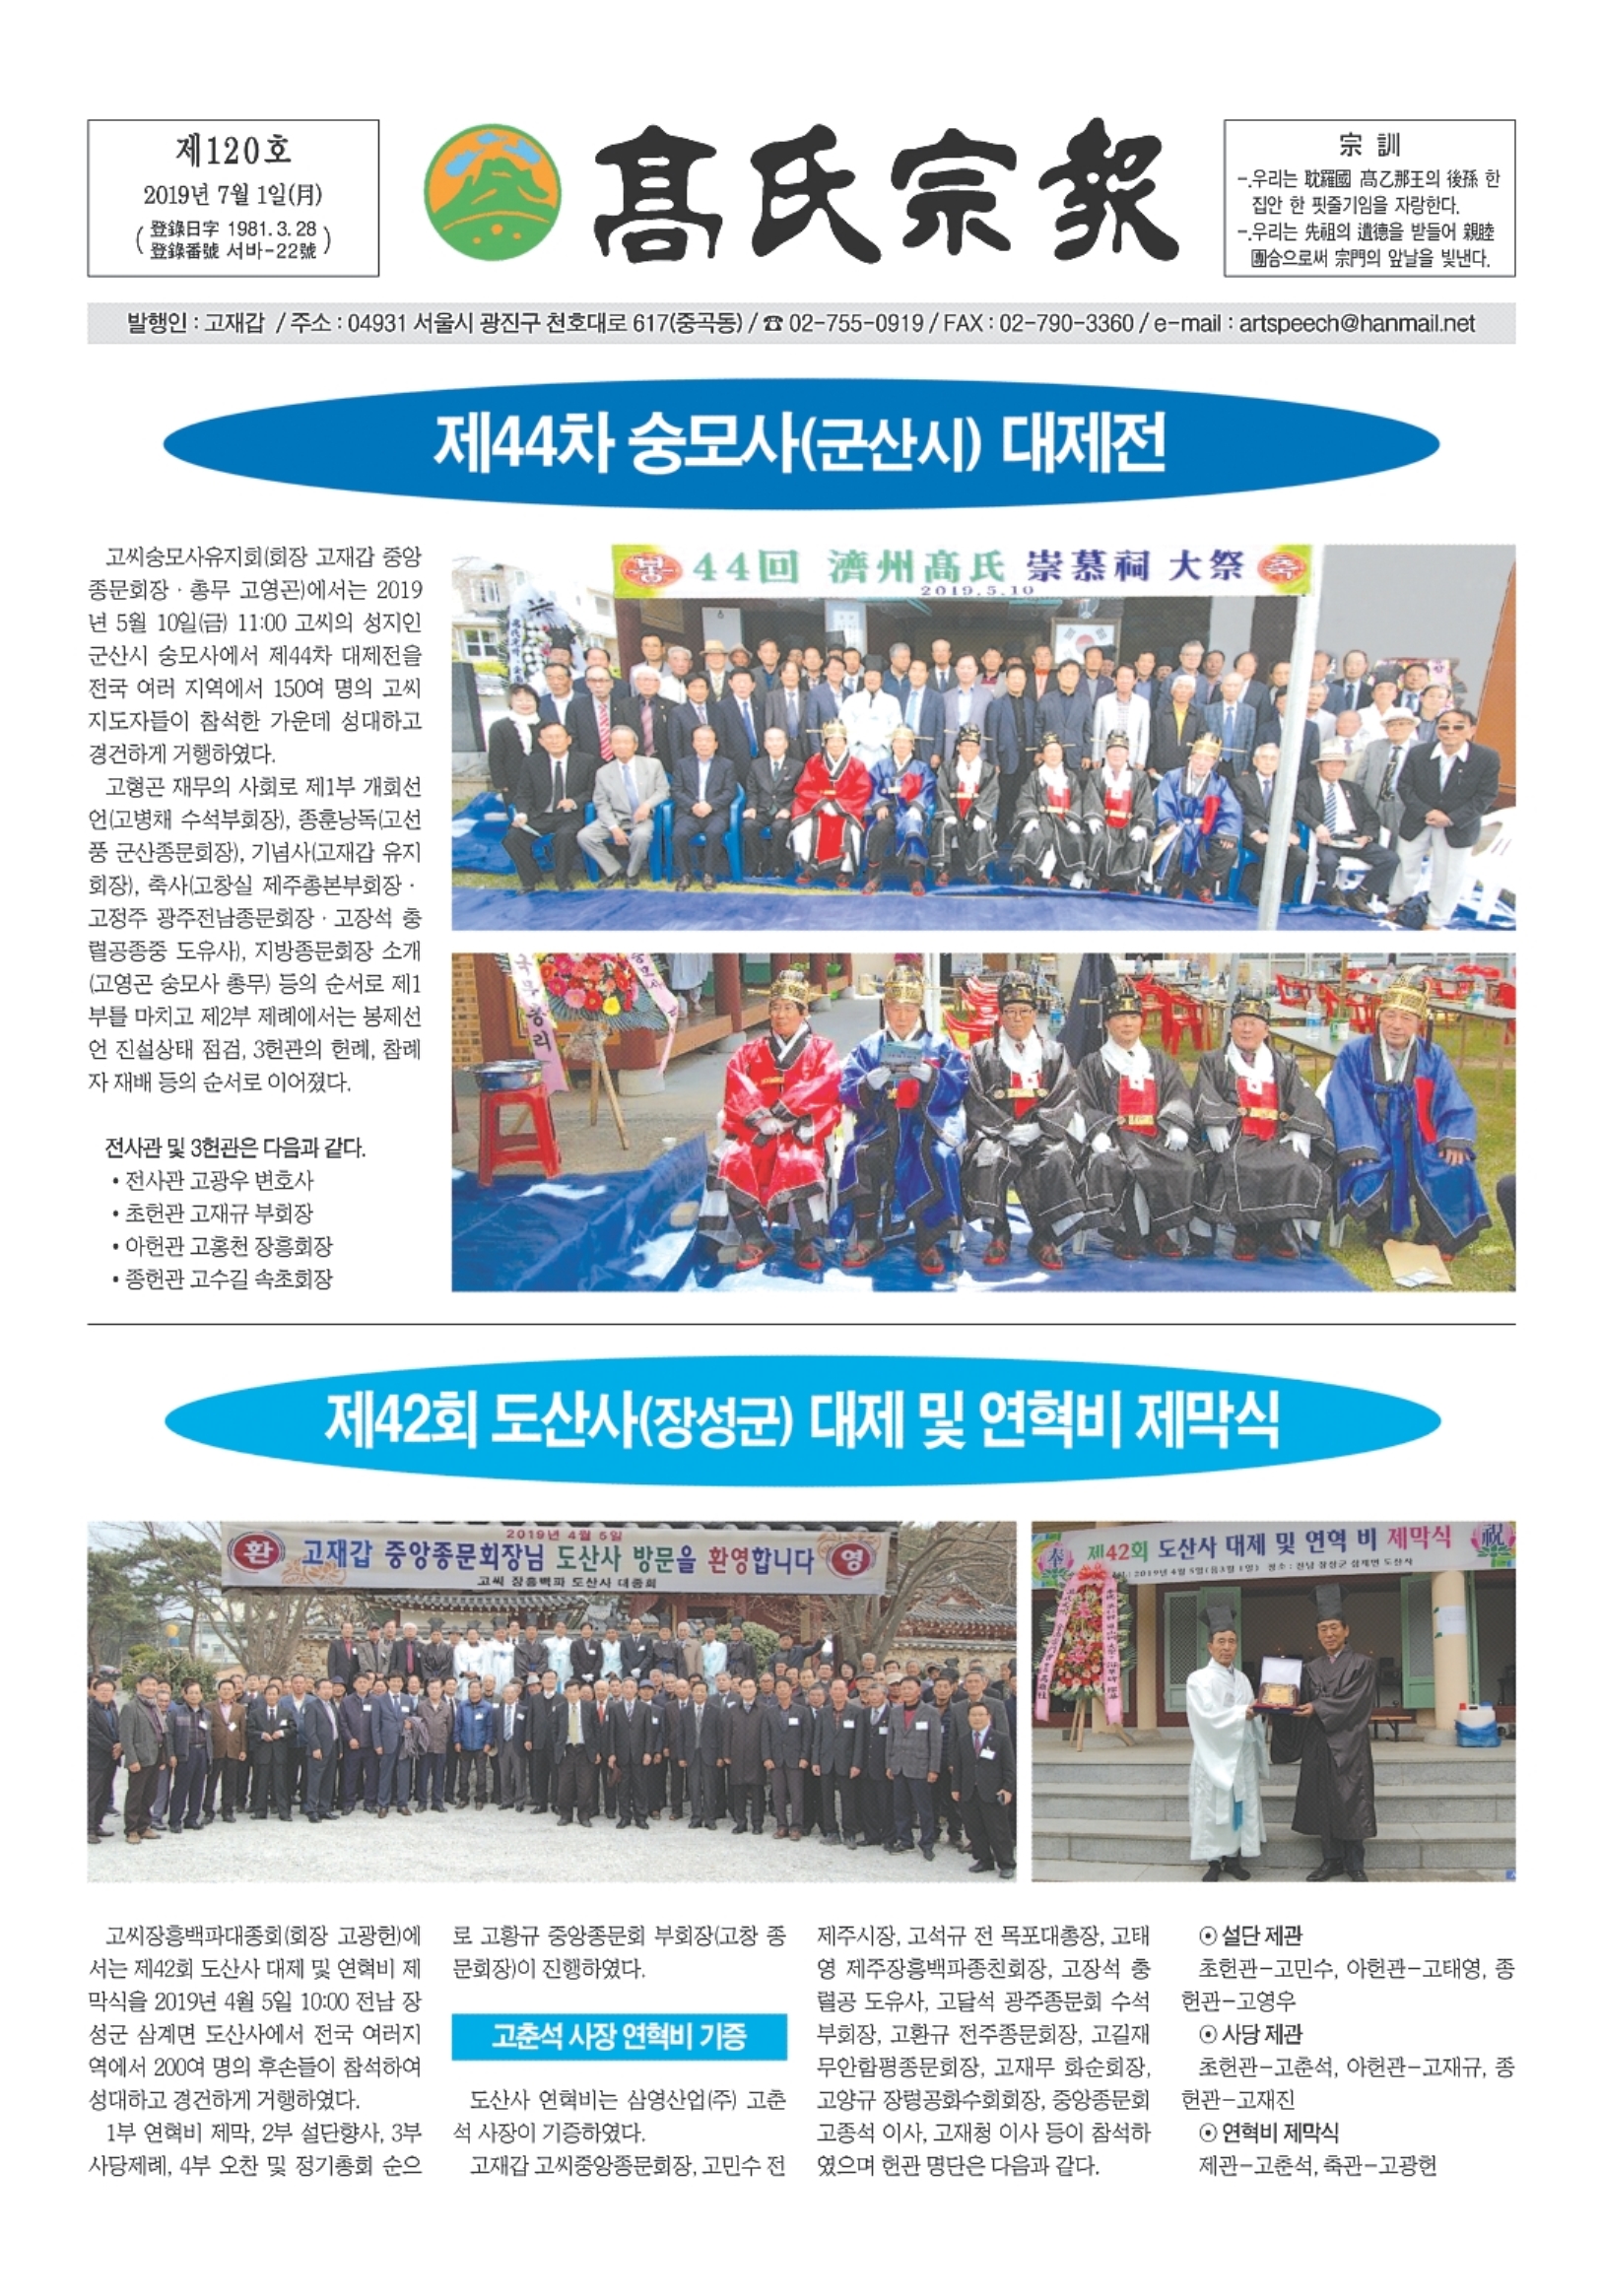 제120호
2019년 7월 1일(月)
(登錄日字 1981. 3. 28
登錄番號 서바-22號)
髙氏宗報
宗 訓
-.우리는 耽羅國 髙乙那王의 後孫 한
집안 한 핏줄기임을 자랑한다.
-.우리는 先祖의 遺德을 받들어 親睦
團合으로써 宗門의 앞날을 빛낸다.
발행인 : 고재갑 / 주소 : 04931 서울시 광진구 천호대로 617(중곡동) / ☎ 02-755-0919 / FAX : 02-790-3360 / e-mail : artspeech@hanmail.net
제44차 숭모사(군산시) 대제전
고씨숭모사유지회(회장 고재갑 중앙
종문회장 · 총무 고영곤)에서는 2019
년 5월 10일(금) 11:00 고씨의 성지인
군산시 숭모사에서 제44차 대제전을
전국 여러 지역에서 150여 명의 고씨
지도자들이 참석한 가운데 성대하고
경건하게 거행하였다.
고형곤 재무의 사회로 제1부 개회선
언(고병채 수석부회장), 종훈낭독(고선
풍 군산종문회장), 기념사(고재갑 유지
회장), 축사(고창실 제주총본부회장 ·
고정주 광주전남종문회장 · 고장석 충
렬공종중 도유사), 지방종문회장 소개
(고영곤 숭모사 총무) 등의 순서로 제1
부를 마치고 제2부 제례에서는 봉제선
언 진설상태 점검, 3헌관의 헌례, 참례
자 재배 등의 순서로 이어졌다.
전사관 및 3헌관은 다음과 같다.
• 전사관 고광우 변호사
• 초헌관 고재규 부회장
• 아헌관 고홍천 장흥회장
• 종헌관 고수길 속초회장
봉 44回 濟州髙氏 崇慕祠 大祭 축
2019.5.10
제42회 도산사(장성군) 대제 및 연혁비 제막식
2019년 4월 5일
환 고재갑 중앙종문회장님 도산사 방문을 환영합니다 영
고씨 장흥백파 도산사 대종회
奉 제42회 도산사 대제 및 연혁 비 제막식 祝
: 2019년 4월 5일(음3월 1일) 장소 : 전남 장성군 삼계면 도산사
고씨장흥백파대종회(회장 고광헌)에
서는 제42회 도산사 대제 및 연혁비 제
막식을 2019년 4월 5일 10:00 전남 장
성군 삼계면 도산사에서 전국 여러지
역에서 200여 명의 후손들이 참석하여
성대하고 경건하게 거행하였다.
1부 연혁비 제막, 2부 설단향사, 3부
사당제례, 4부 오찬 및 정기총회 순으
로 고황규 중앙종문회 부회장(고창 종
문회장)이 진행하였다.
고춘석 사장 연혁비 기증
도산사 연혁비는 삼영산업(주) 고춘
석 사장이 기증하였다.
고재갑 고씨중앙종문회장, 고민수 전
제주시장, 고석규 전 목포대총장, 고태
영 제주장흥백파종친회장, 고장석 충
렬공 도유사, 고달석 광주종문회 수석
부회장, 고환규 전주종문회장, 고길재
무안함평종문회장, 고재무 화순회장,
고양규 장령공화수회회장, 중앙종문회
고종석 이사, 고재청 이사 등이 참석하
였으며 헌관 명단은 다음과 같다.
⊙ 설단 제관
초헌관-고민수, 아헌관-고태영, 종
헌관-고영우
⊙ 사당 제관
초헌관-고춘석, 아헌관-고재규, 종
헌관-고재진
⊙ 연혁비 제막식
제관-고춘석, 축관-고광헌